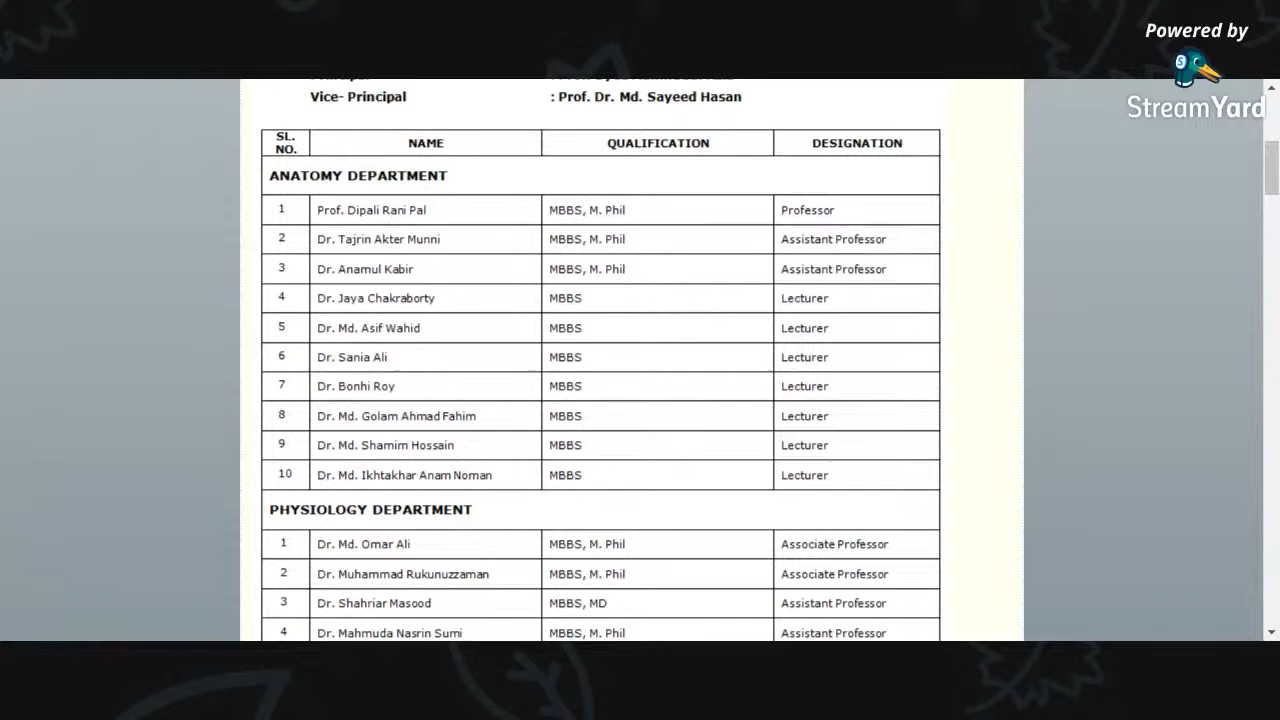 Powered by
StreamYard
Vice- Principal : Prof. Dr. Md. Sayeed Hasan
SL. NO. NAME QUALIFICATION DESIGNATION
ANATOMY DEPARTMENT
1 Prof. Dipali Rani Pal MBBS, M. Phil Professor
2 Dr. Tajrin Akter Munni MBBS, M. Phil Assistant Professor
3 Dr. Anamul Kabir MBBS, M. Phil Assistant Professor
4 Dr. Jaya Chakraborty MBBS Lecturer
5 Dr. Md. Asif Wahid MBBS Lecturer
6 Dr. Sania Ali MBBS Lecturer
7 Dr. Bonhi Roy MBBS Lecturer
8 Dr. Md. Golam Ahmad Fahim MBBS Lecturer
9 Dr. Md. Shamim Hossain MBBS Lecturer
10 Dr. Md. Ikhtakhar Anam Noman MBBS Lecturer
PHYSIOLOGY DEPARTMENT
1 Dr. Md. Omar Ali MBBS, M. Phil Associate Professor
2 Dr. Muhammad Rukunuzzaman MBBS, M. Phil Associate Professor
3 Dr. Shahriar Masood MBBS, MD Assistant Professor
4 Dr. Mahmuda Nasrin Sumi MBBS, M. Phil Assistant Professor